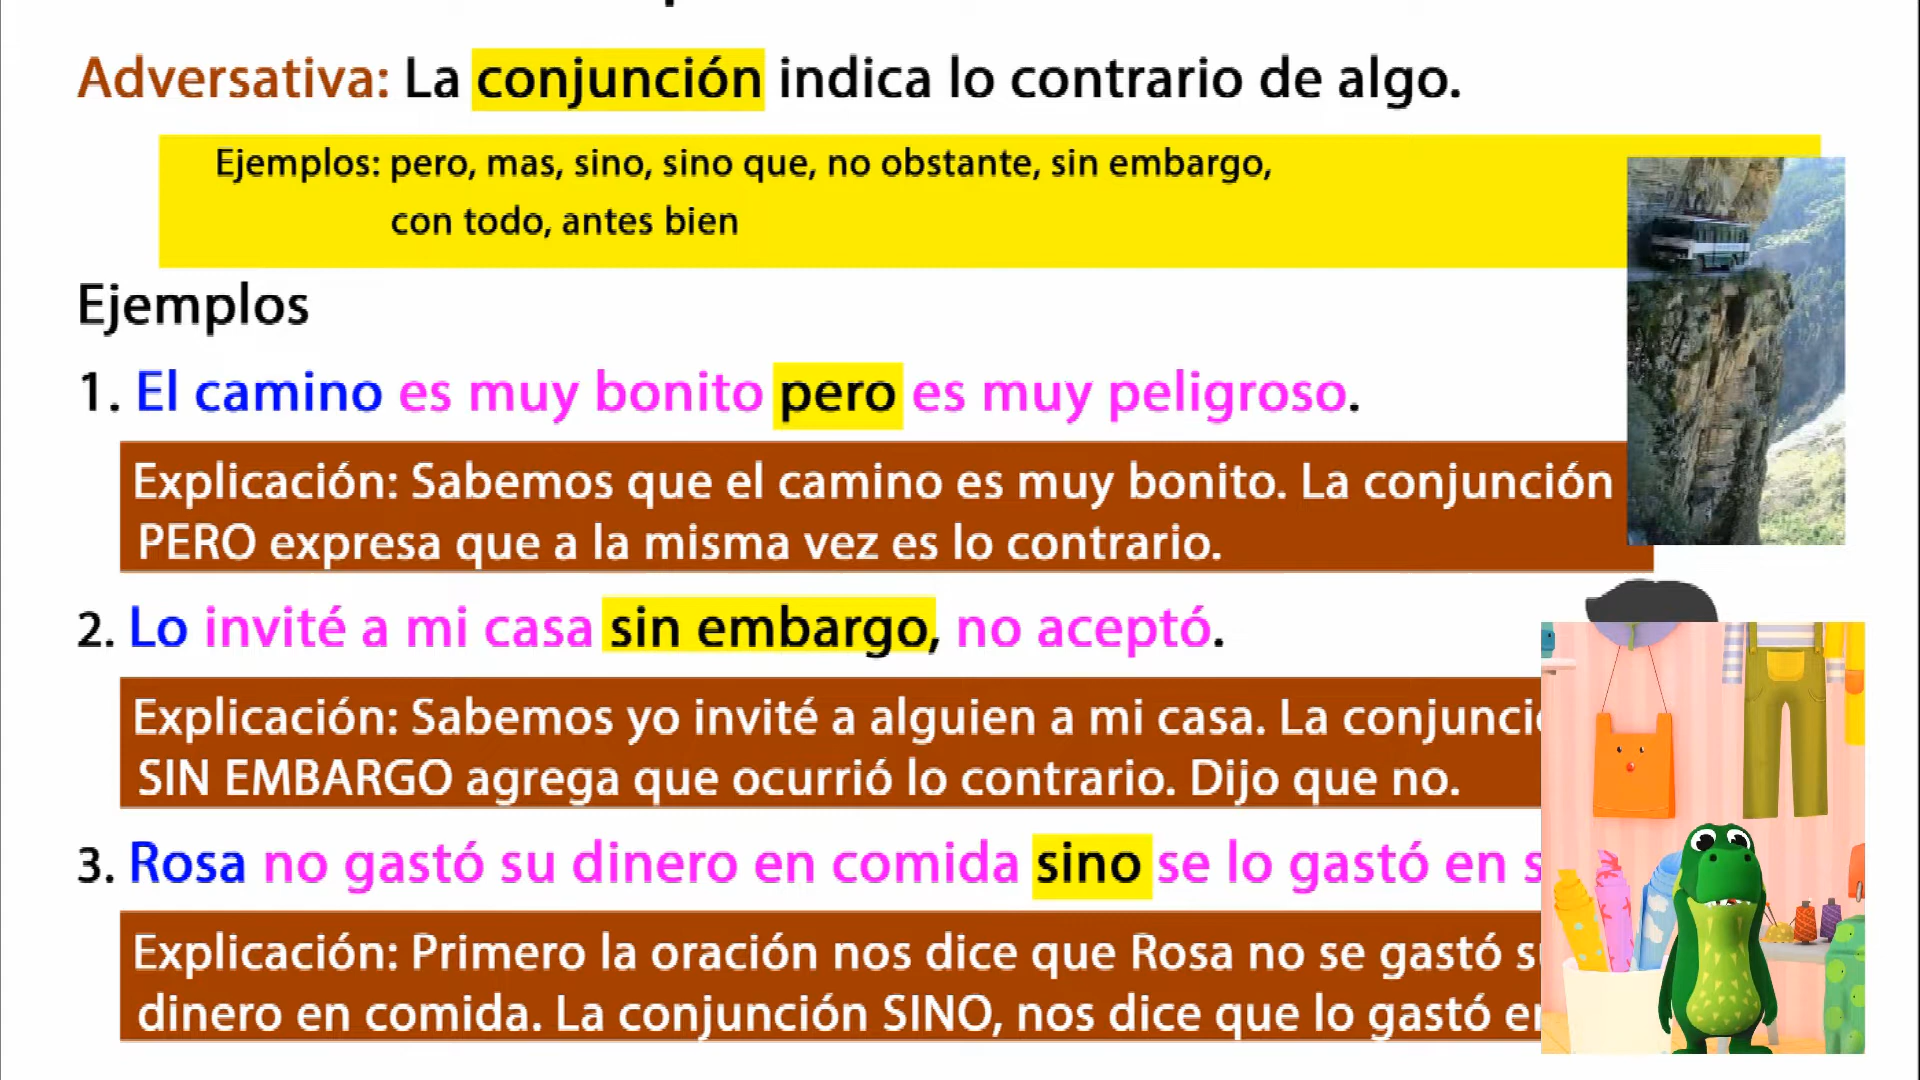 Adversativa: La conjunción indica lo contrario de algo.
Ejemplos: pero, mas, sino, sino que, no obstante, sin embargo,
con todo, antes bien
Ejemplos
1. El camino es muy bonito pero es muy peligroso.
Explicación: Sabemos que el camino es muy bonito. La conjunción
PERO expresa que a la misma vez es lo contrario.
2. Lo invité a mi casa sin embargo, no aceptó.
Explicación: Sabemos yo invité a alguien a mi casa. La
SIN EMBARGO agrega que ocurrió lo contrario. Dijo que no.
3. Rosa no gastó su dinero en comida sino se lo gastó en
Explicación: Primero la oración nos dice que Rosa no se gastó
dinero en comida. La conjunción SINO, nos dice que lo gastó